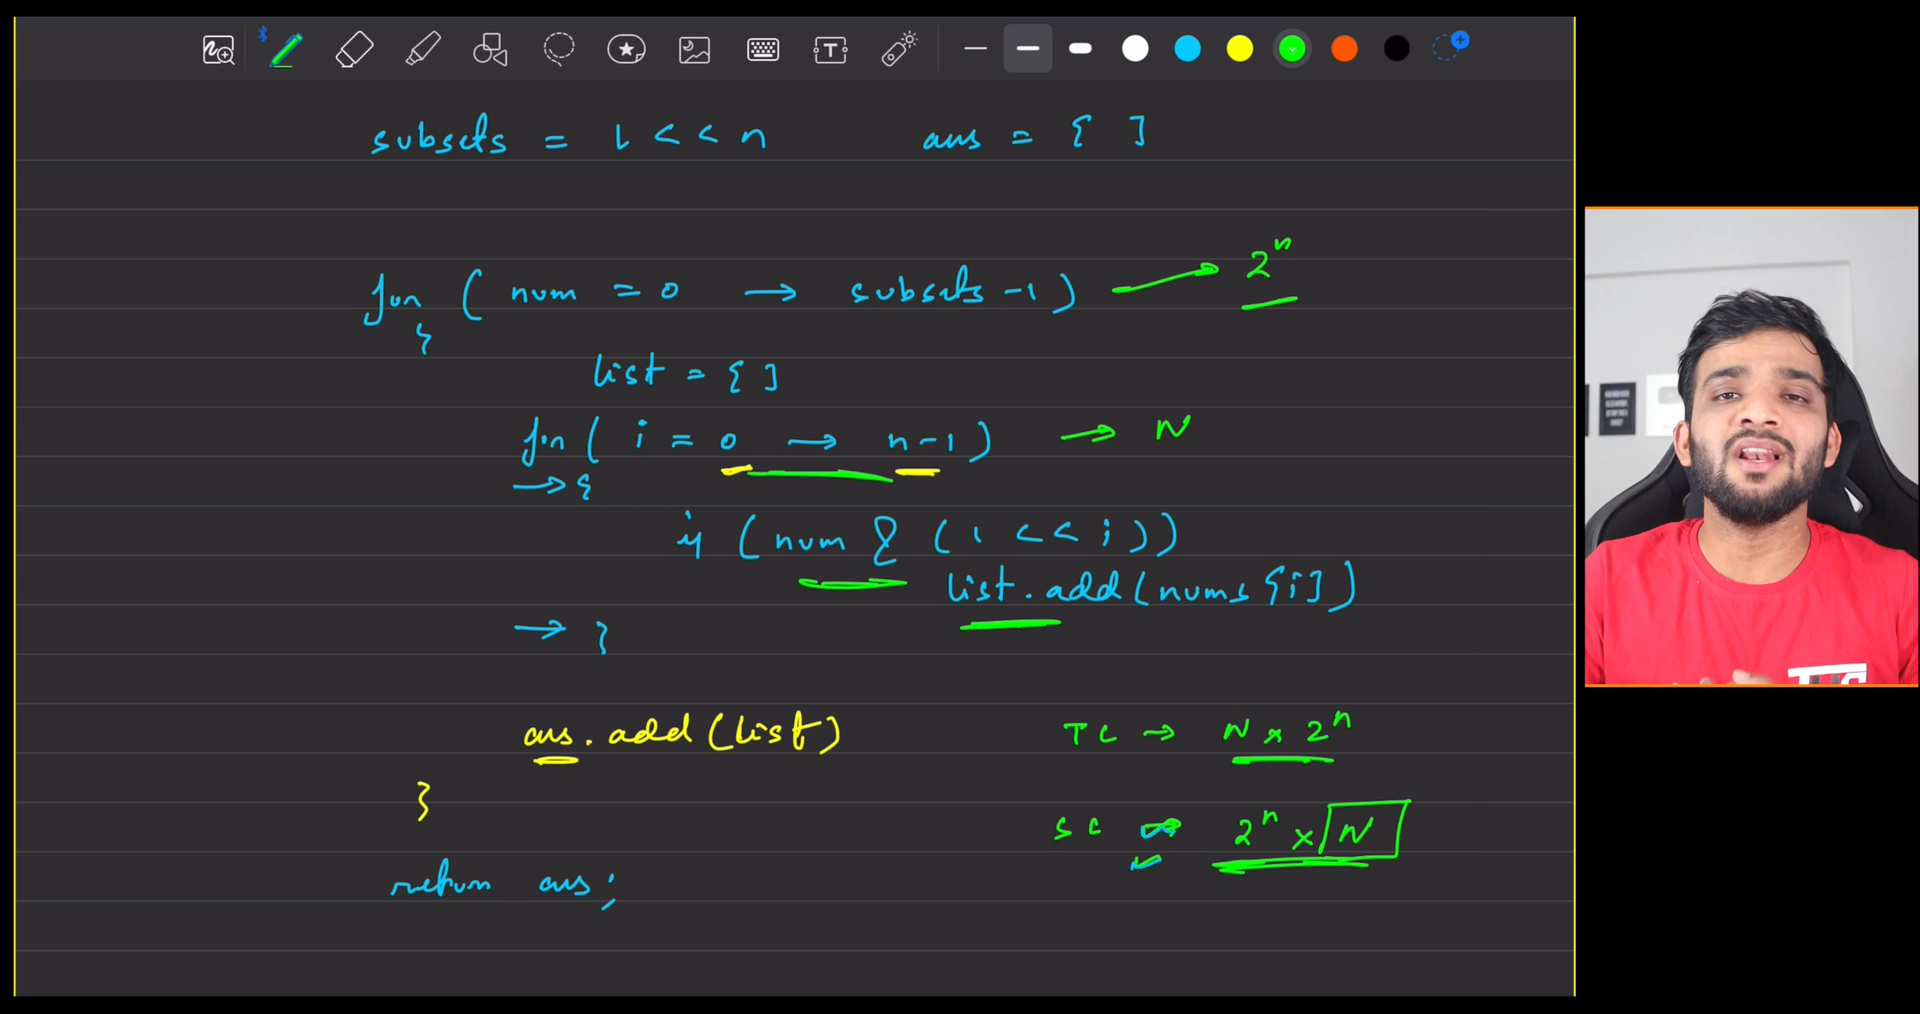 subsets = 1 << n ans = [ ]
for ( num = 0 → subsets - 1 ) → 2^n
{
list = [ ]
for ( i = 0 → n - 1 ) → N
→ {
if ( num & ( 1 << i ) )
list.add(nums[i])
→ }
ans.add(list)
TC → N x 2^n
}
SC → 2^n x N
return ans;